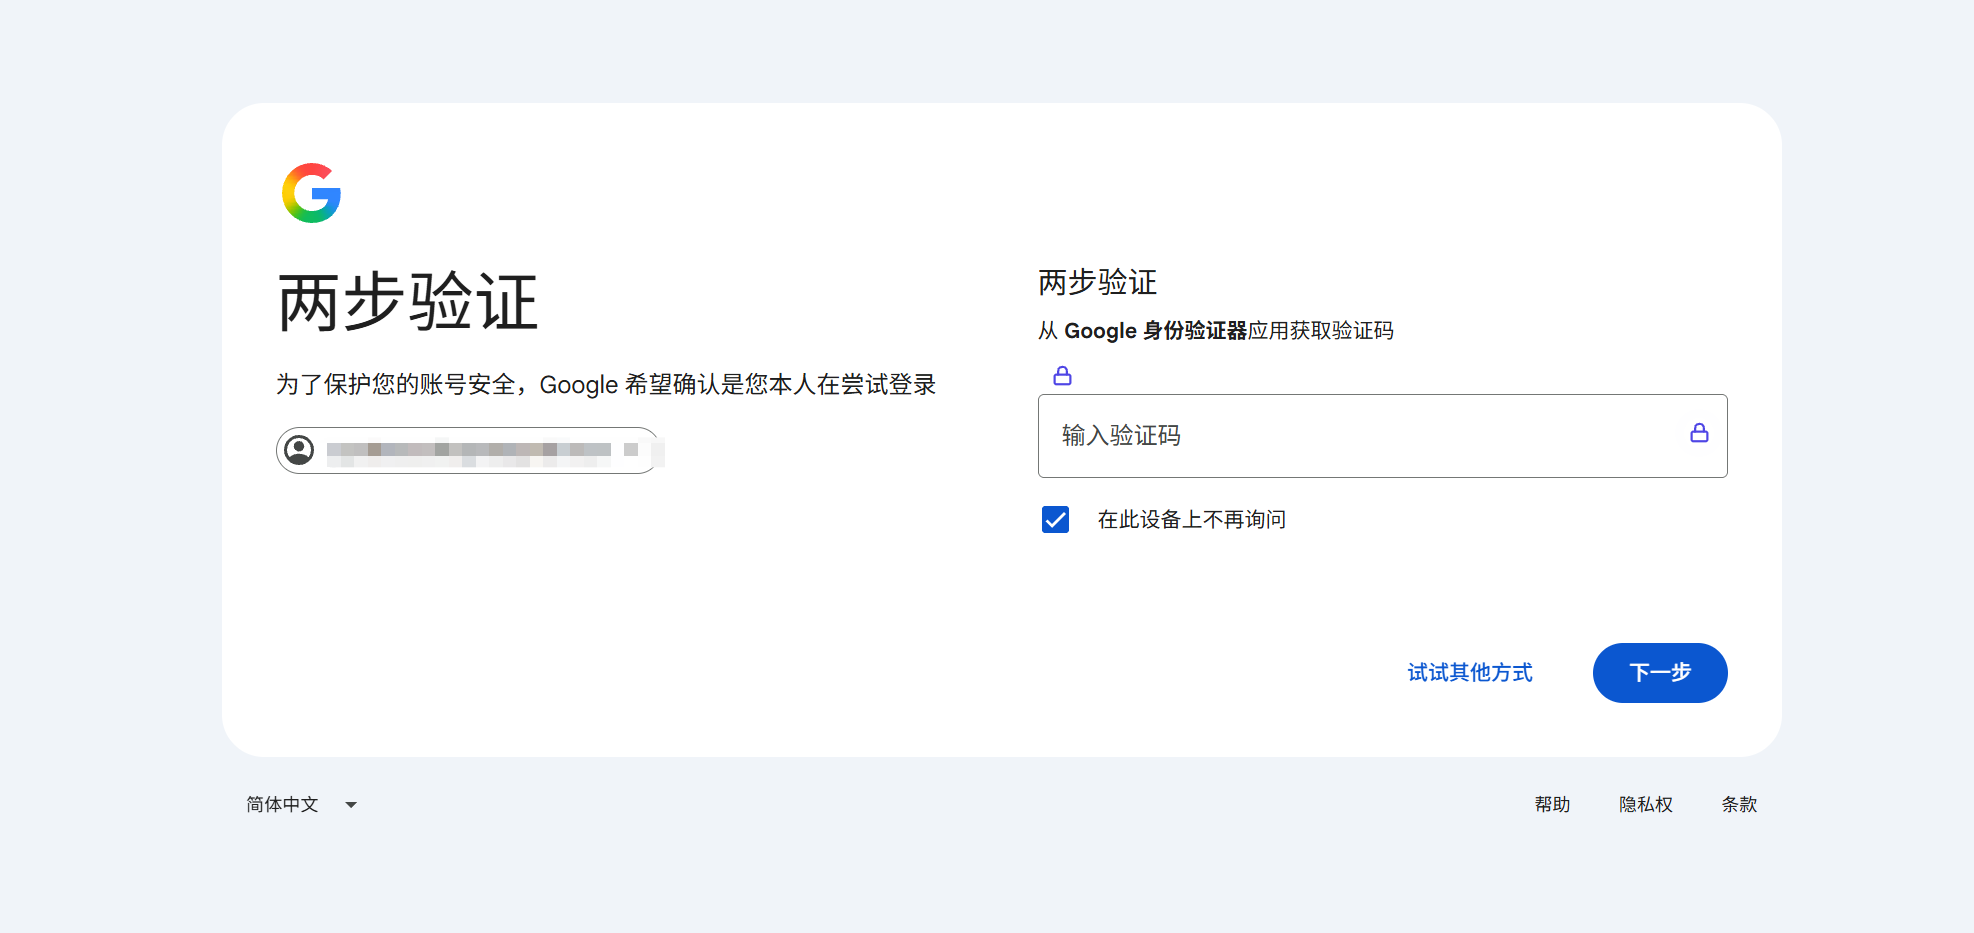 两步验证
为了保护您的账号安全，Google 希望确认是您本人在尝试登录
两步验证
从 Google 身份验证器应用获取验证码
输入验证码
在此设备上不再询问
试试其他方式
下一步
简体中文
帮助
隐私权
条款